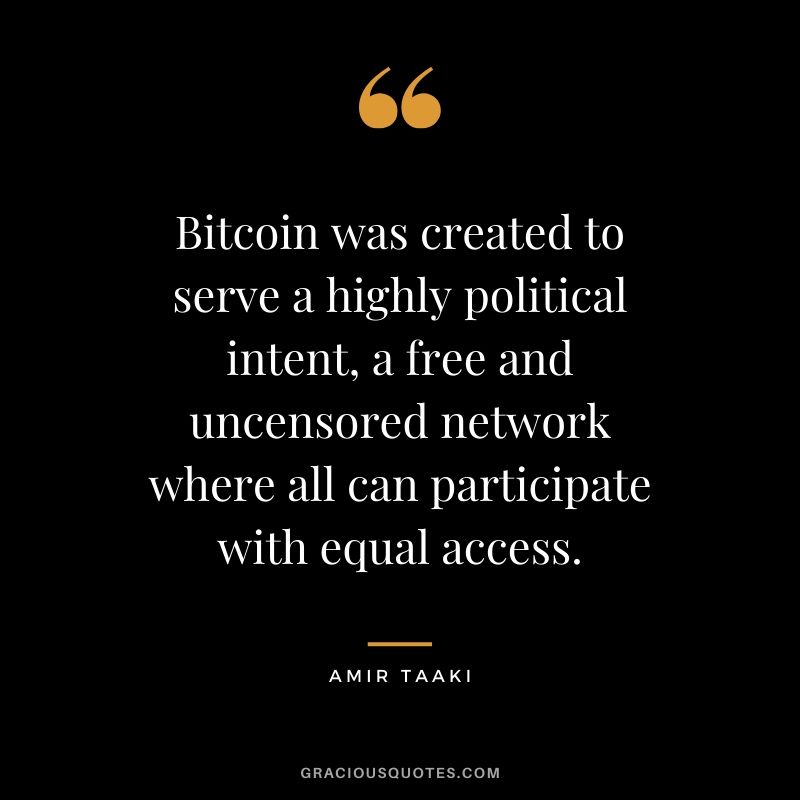 “
Bitcoin was created to
serve a highly political
intent, a free and
uncensored network
where all can participate
with equal access.
AMIR TAAKI
GRACIOUSQUOTES.COM